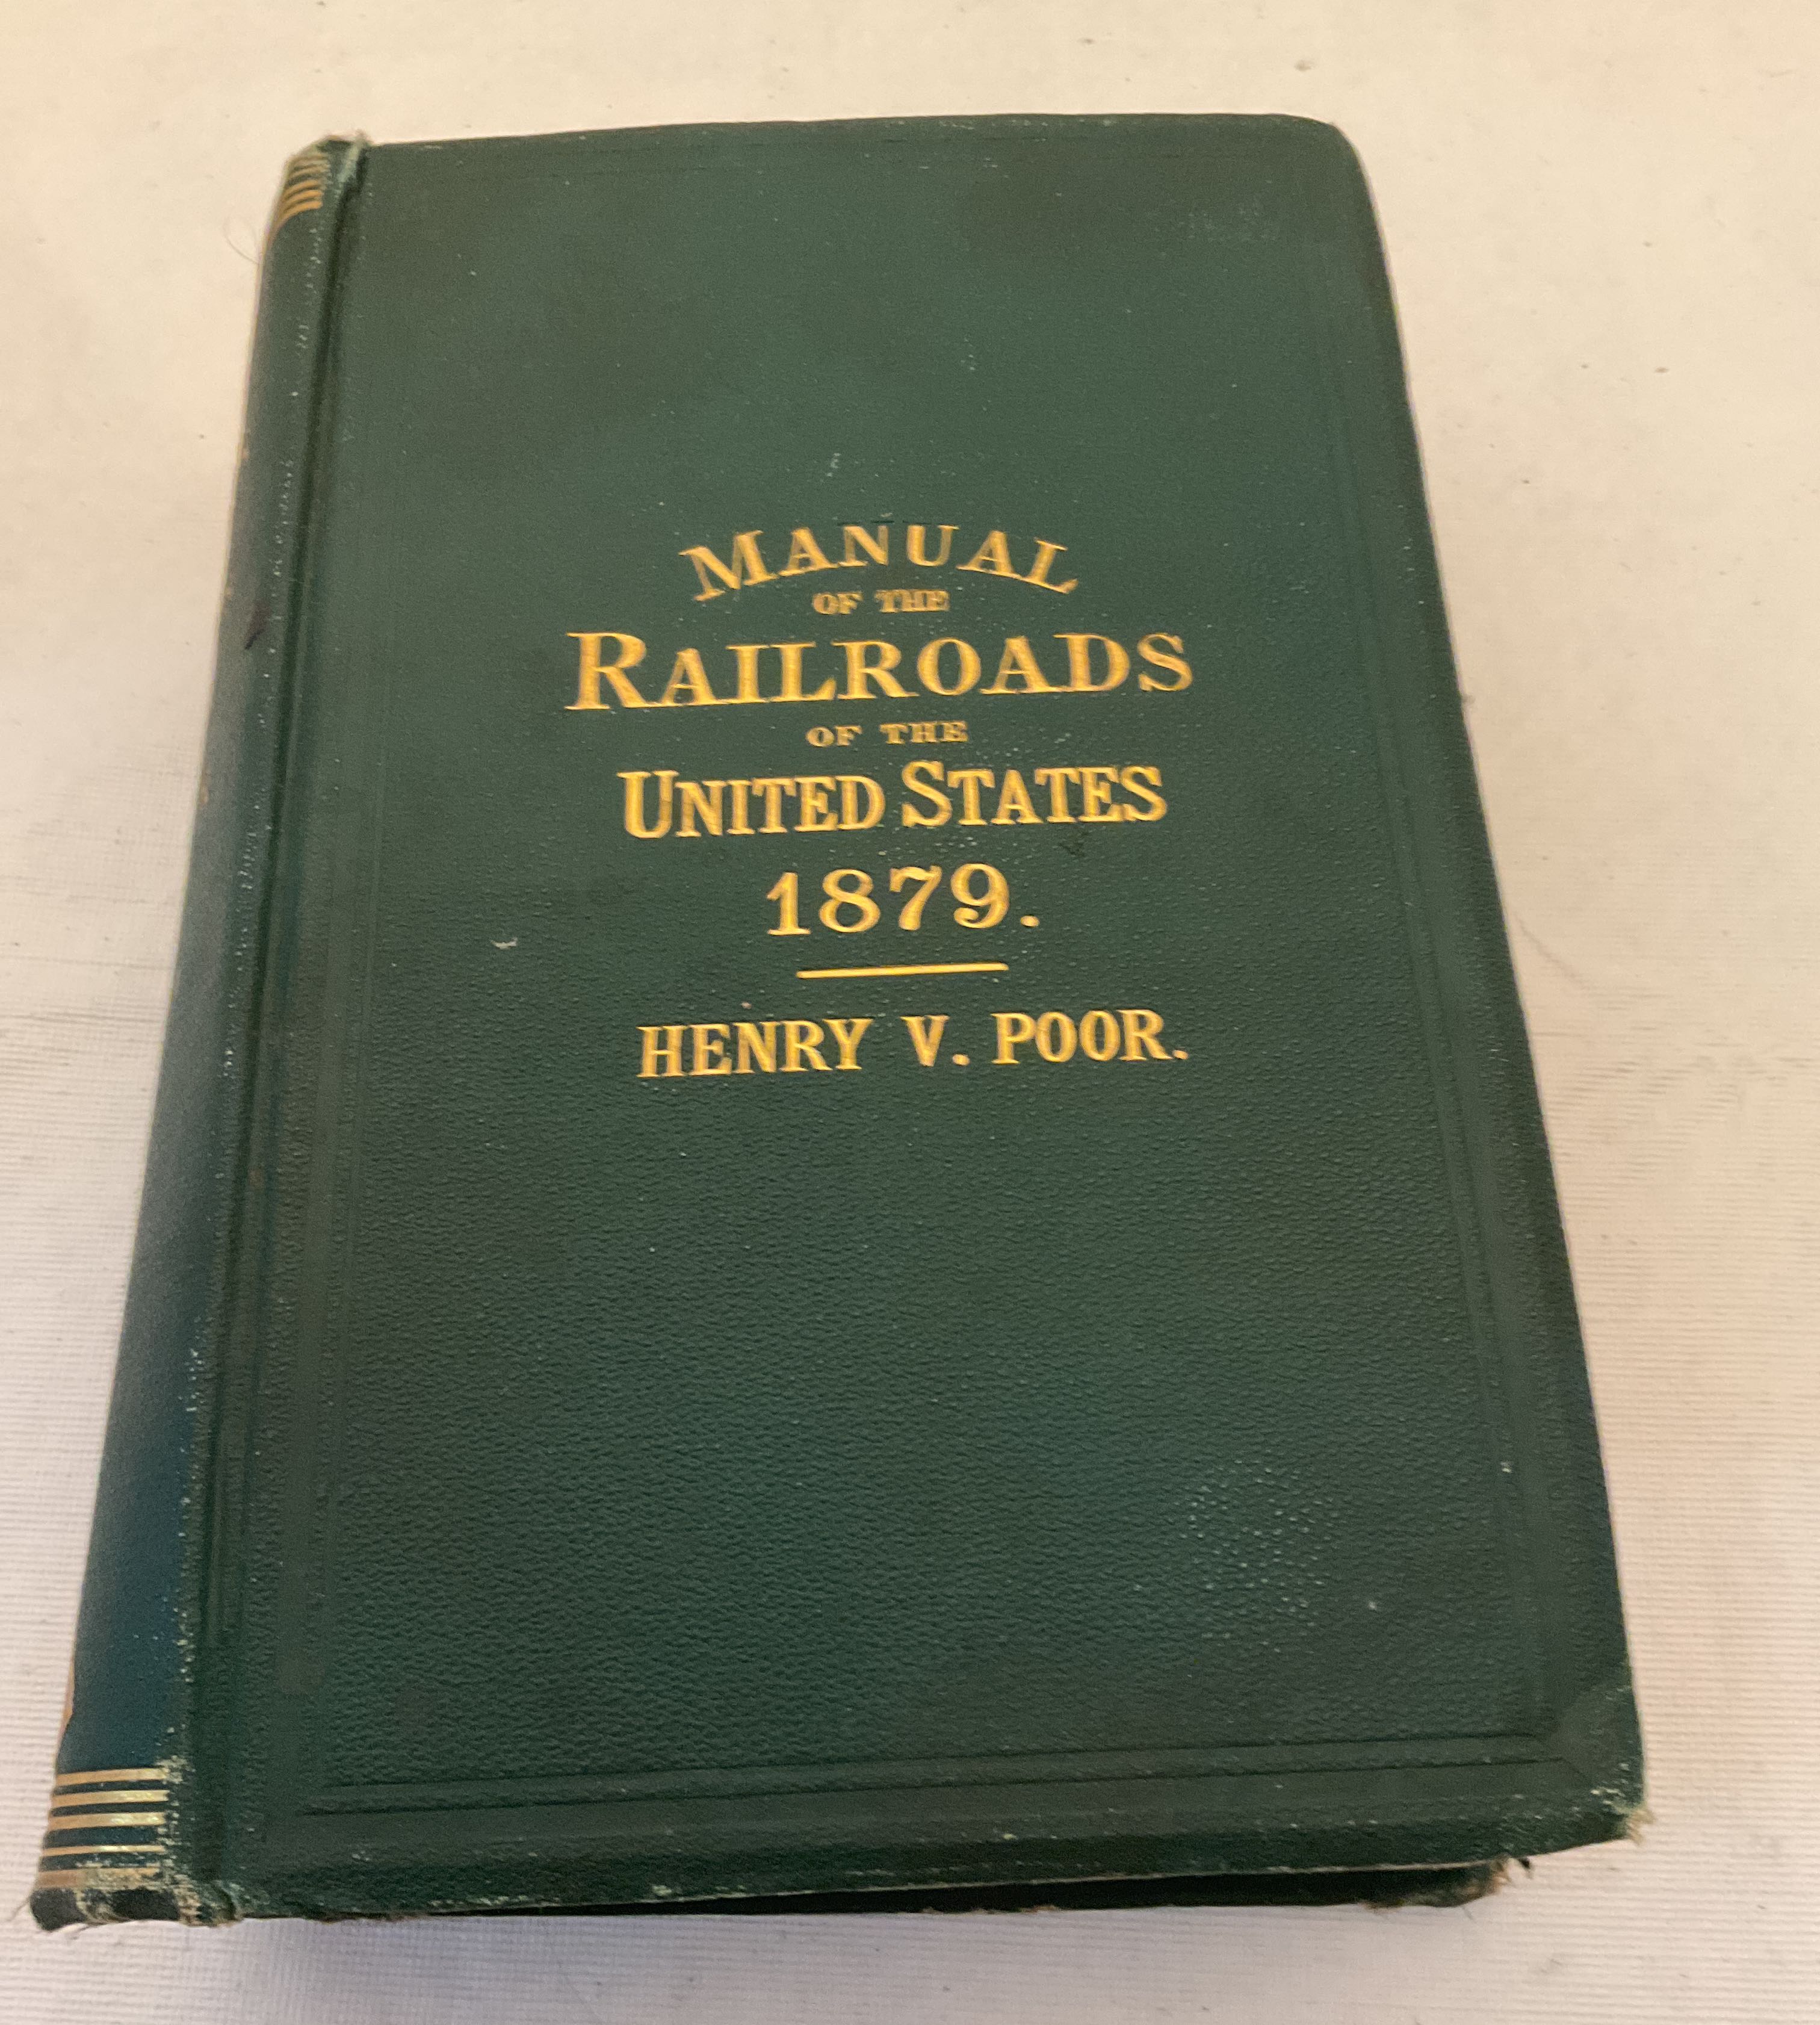 MANUAL
OF THE
RAILROADS
OF THE
UNITED STATES
1879.
HENRY V. POOR.